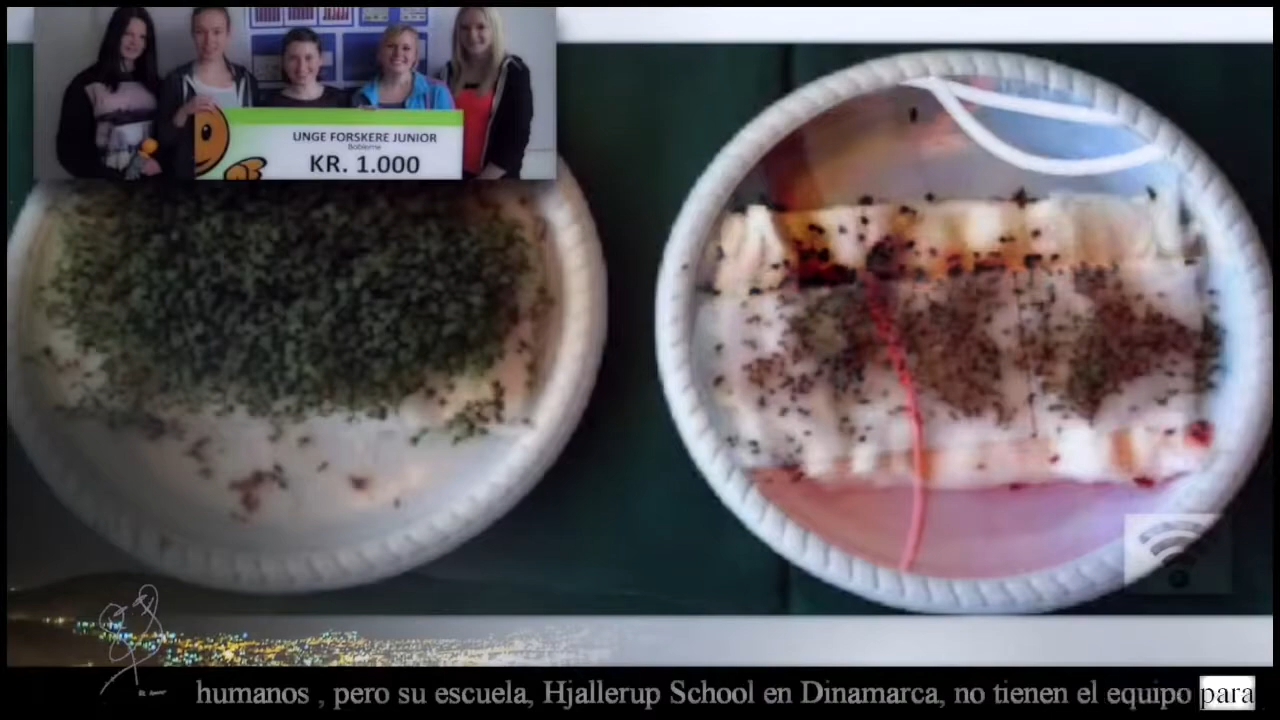 UNGE FORSKERE JUNIOR
Boblerne
KR. 1.000
humanos , pero su escuela, Hjallerup School en Dinamarca, no tienen el equipo para